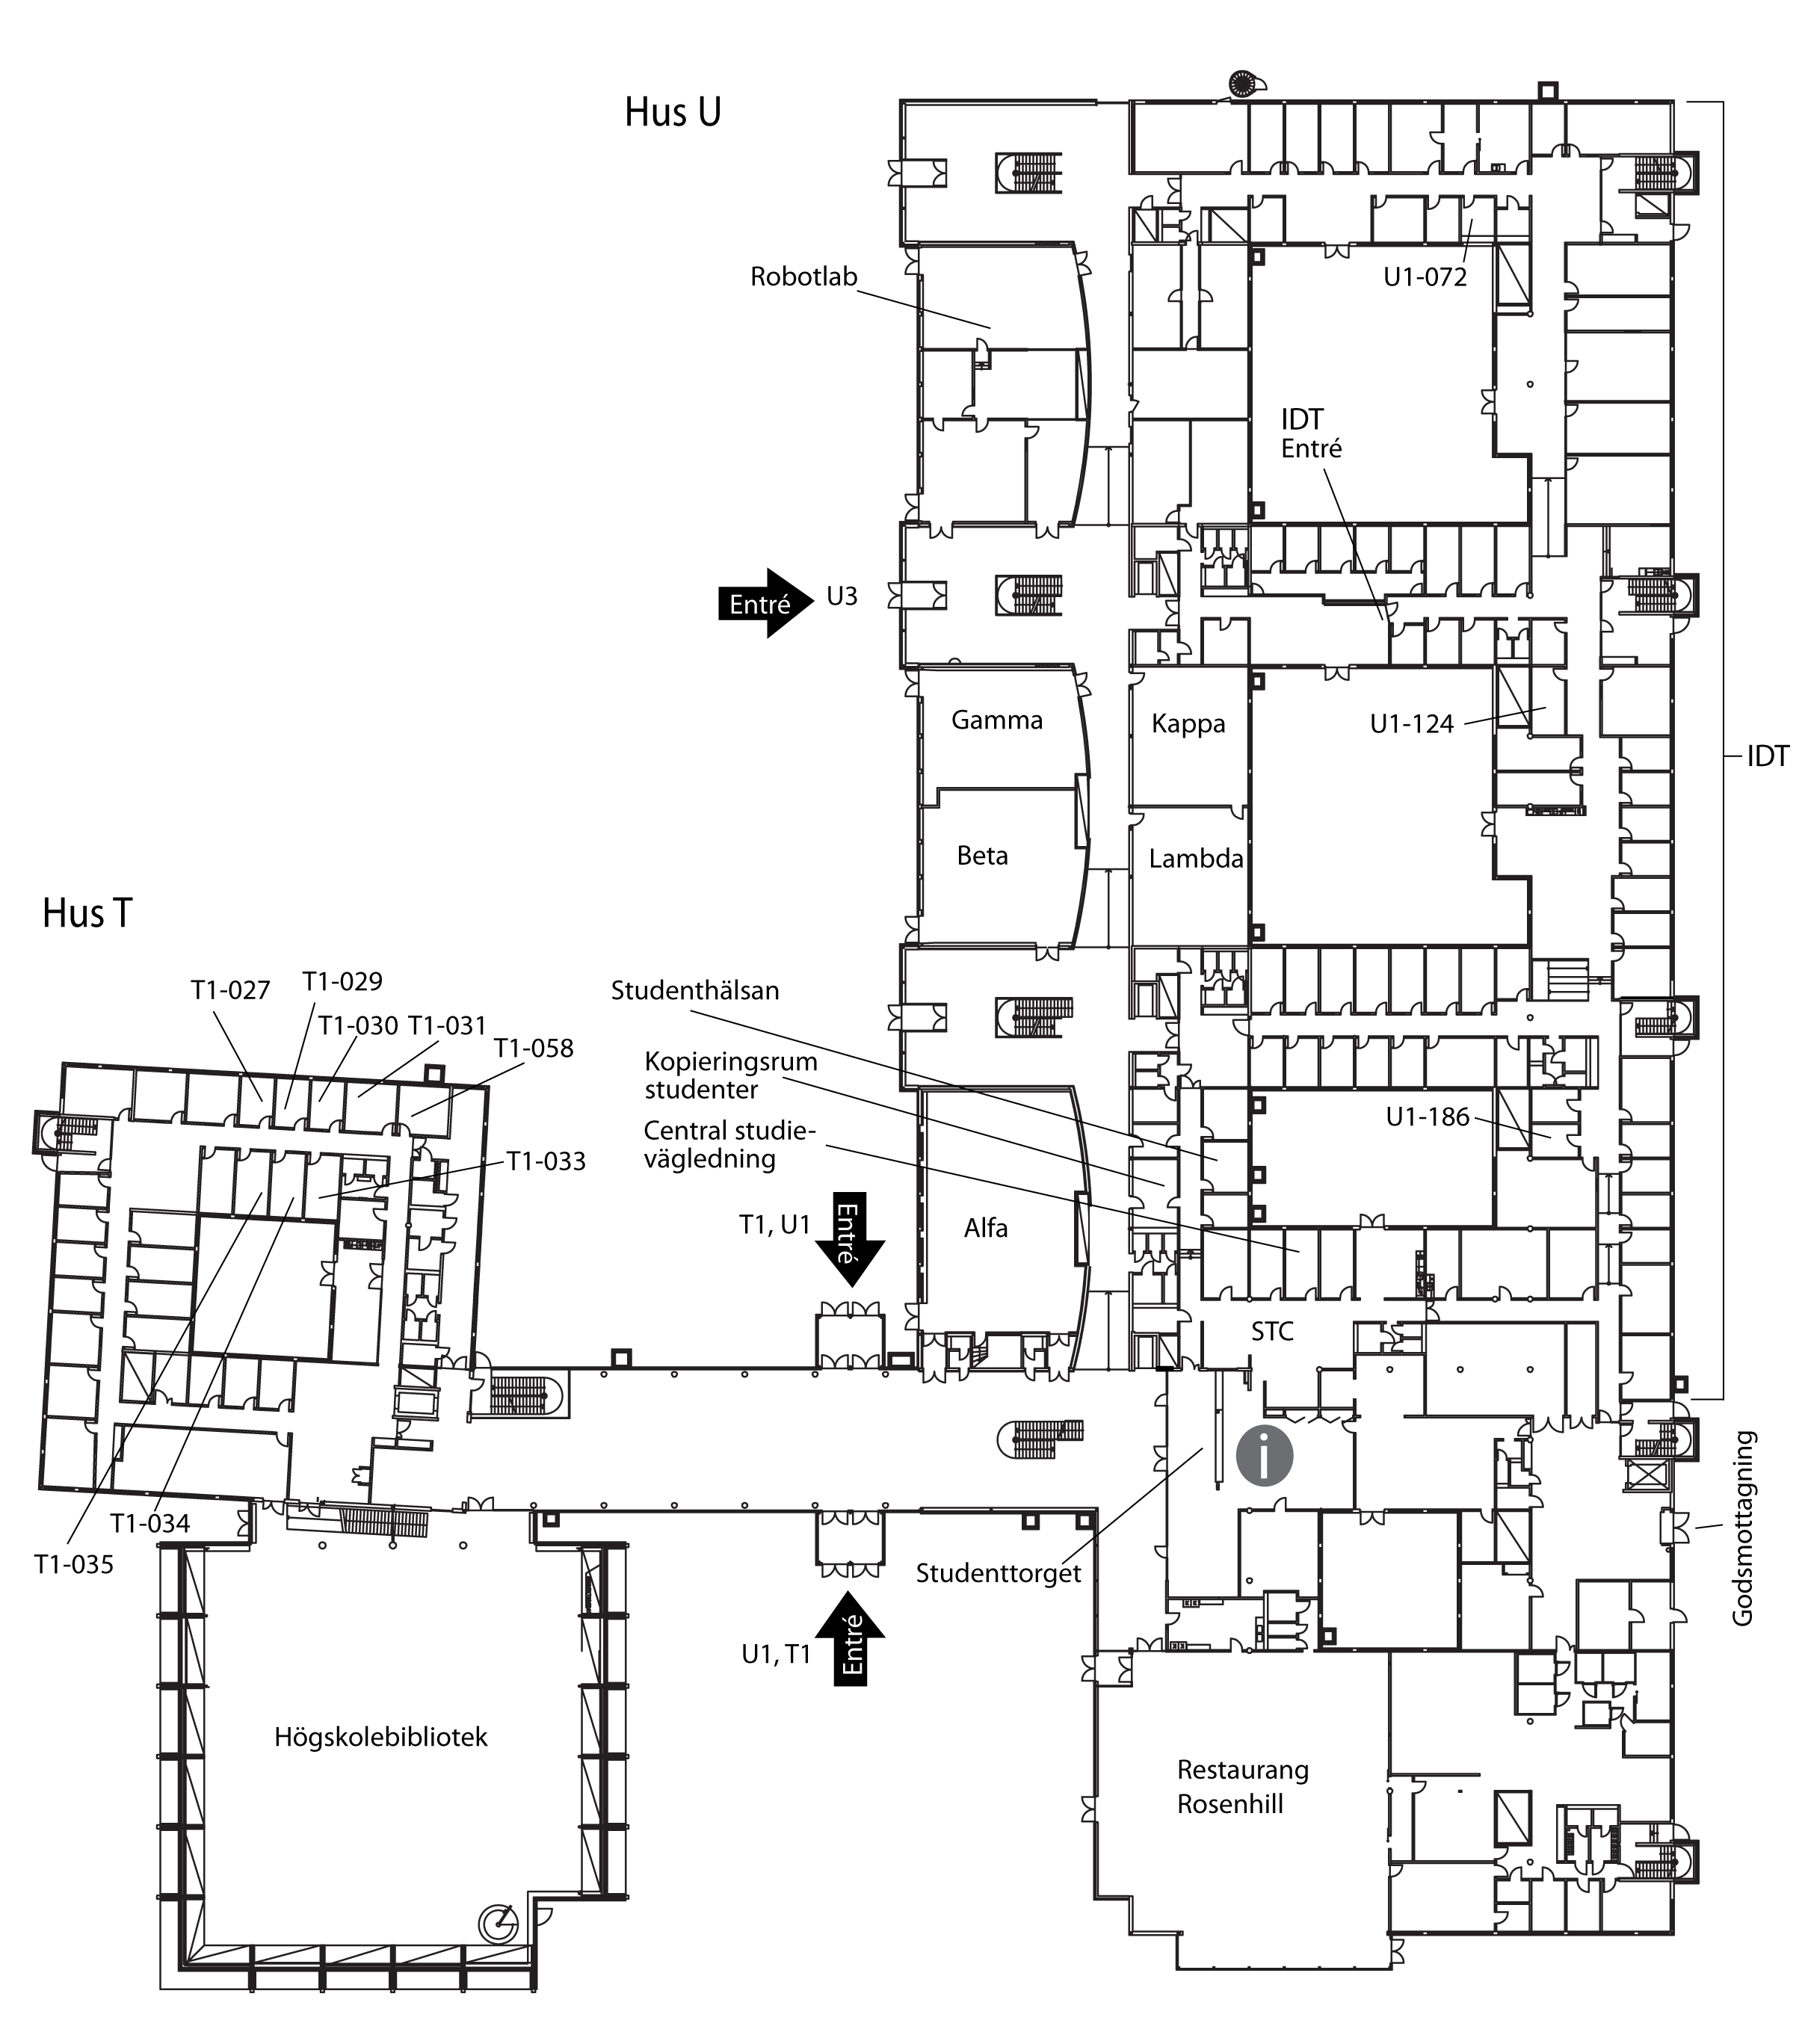 Hus U
Robotlab
U1-072
IDT
Entré
Entré
U3
Gamma
Kappa
U1-124
IDT
Beta
Lambda
Hus T
T1-027
T1-029
T1-030
T1-031
T1-058
T1-033
T1-034
T1-035
Studenthälsan
Kopieringsrum
studenter
Central studie-
vägledning
U1-186
T1, U1
Entré
Alfa
STC
i
Godsmottagning
Studenttorget
U1, T1
Entré
Högskolebibliotek
Restaurang
Rosenhill